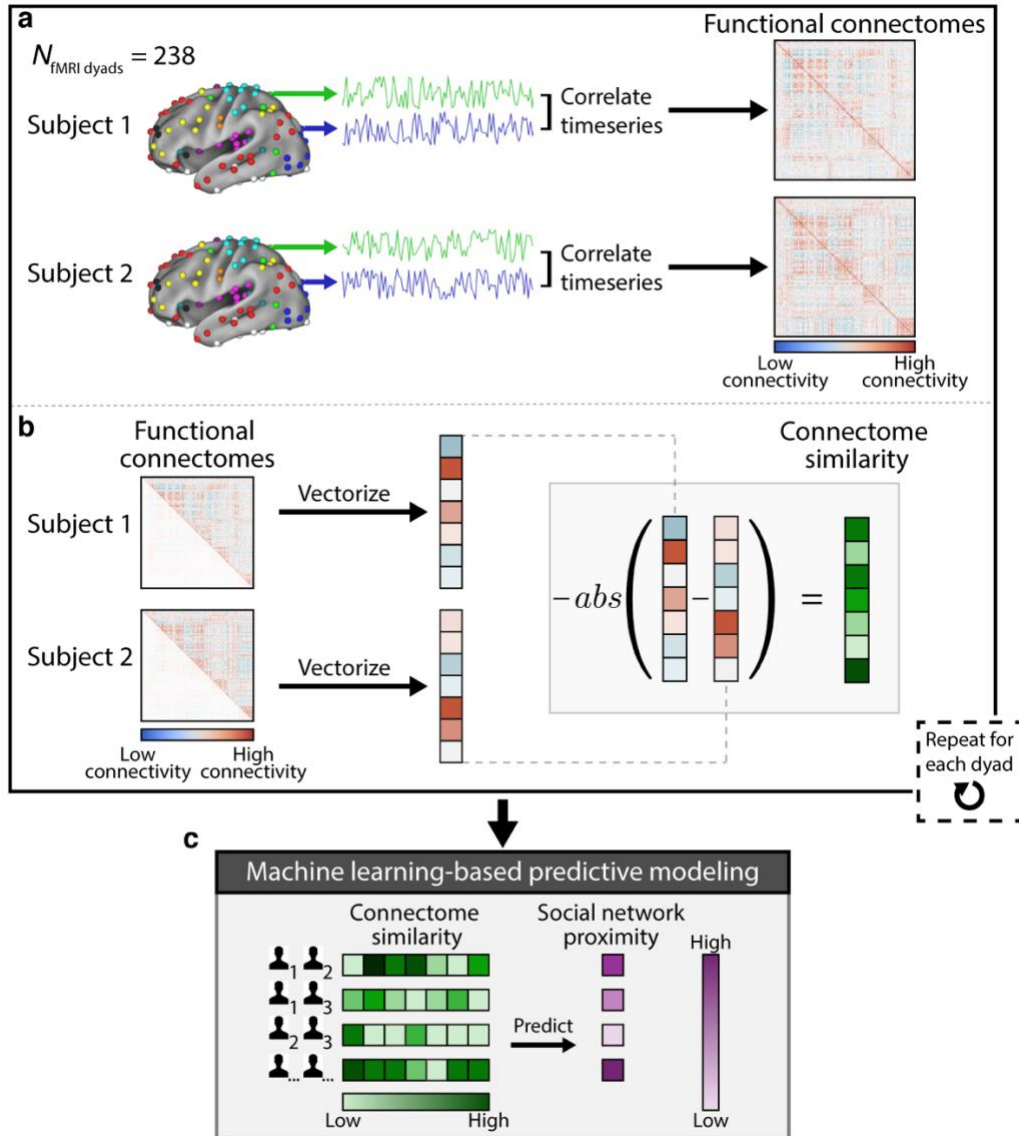 a
N fMRI dyads = 238
Functional connectomes
Subject 1
Correlate
timeseries
Subject 2
Correlate
timeseries
Low
connectivity
High
connectivity
b
Functional
connectomes
Connectome
similarity
Subject 1
Vectorize
−abs( − ) =
Subject 2
Vectorize
Low
connectivity
High
connectivity
Repeat for
each dyad
c
Machine learning-based predictive modeling
Connectome
similarity
Social network
proximity
High
1 2
1 3
Predict
2 3
... ...
Low
High
Low